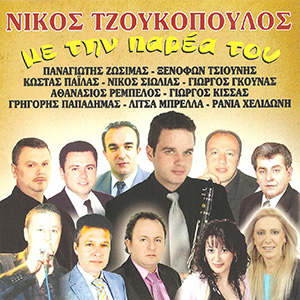 ΝΙΚΟΣ ΤΖΟΥΚΟΠΟΥΛΟΣ
με την παρέα του
ΠΑΝΑΓΙΩΤΗΣ ΖΩΣΙΜΑΣ - ΞΕΝΟΦΩΝ ΤΣΙΟΥΝΗΣ
ΚΩΣΤΑΣ ΠΑΪΛΑΣ - ΝΙΚΟΣ ΣΙΩΛΙΑΣ - ΓΙΩΡΓΟΣ ΓΚΟΥΝΑΣ
ΑΘΑΝΑΣΙΟΣ ΡΕΜΠΕΛΟΣ - ΓΙΩΡΓΟΣ ΚΙΣΣΑΣ
ΓΡΗΓΟΡΗΣ ΠΑΠΑΔΗΜΑΣ - ΛΙΤΣΑ ΜΠΡΕΛΛΑ - ΡΑΝΙΑ ΧΕΛΙΔΩΝΗ